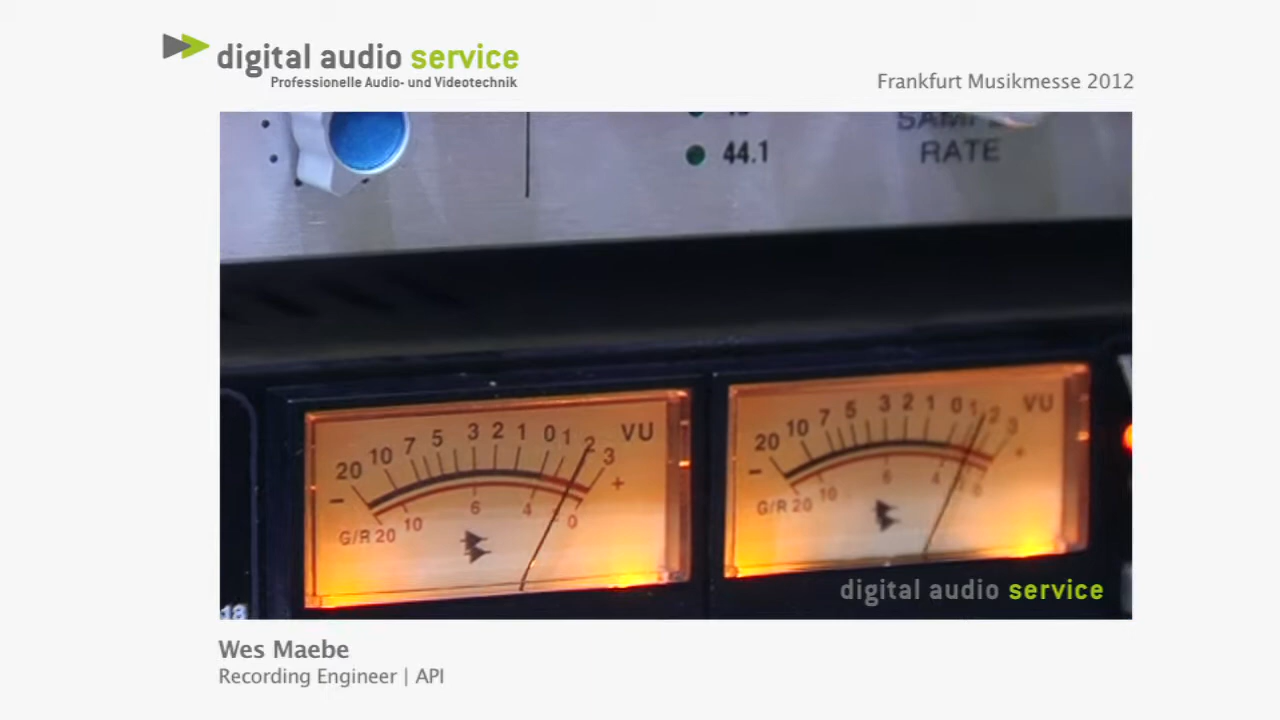 digital audio service
Professionelle Audio- und Videotechnik
Frankfurt Musikmesse 2012
44.1
SAMPLE
RATE
20 10 7 5 3 2 1 0 1 2 3 VU
- +
G/R 20 10 6 4 0
20 10 7 5 3 2 1 0 1 2 3 VU
- +
G/R 20 10 6 4 0
18
digital audio service
Wes Maebe
Recording Engineer | API